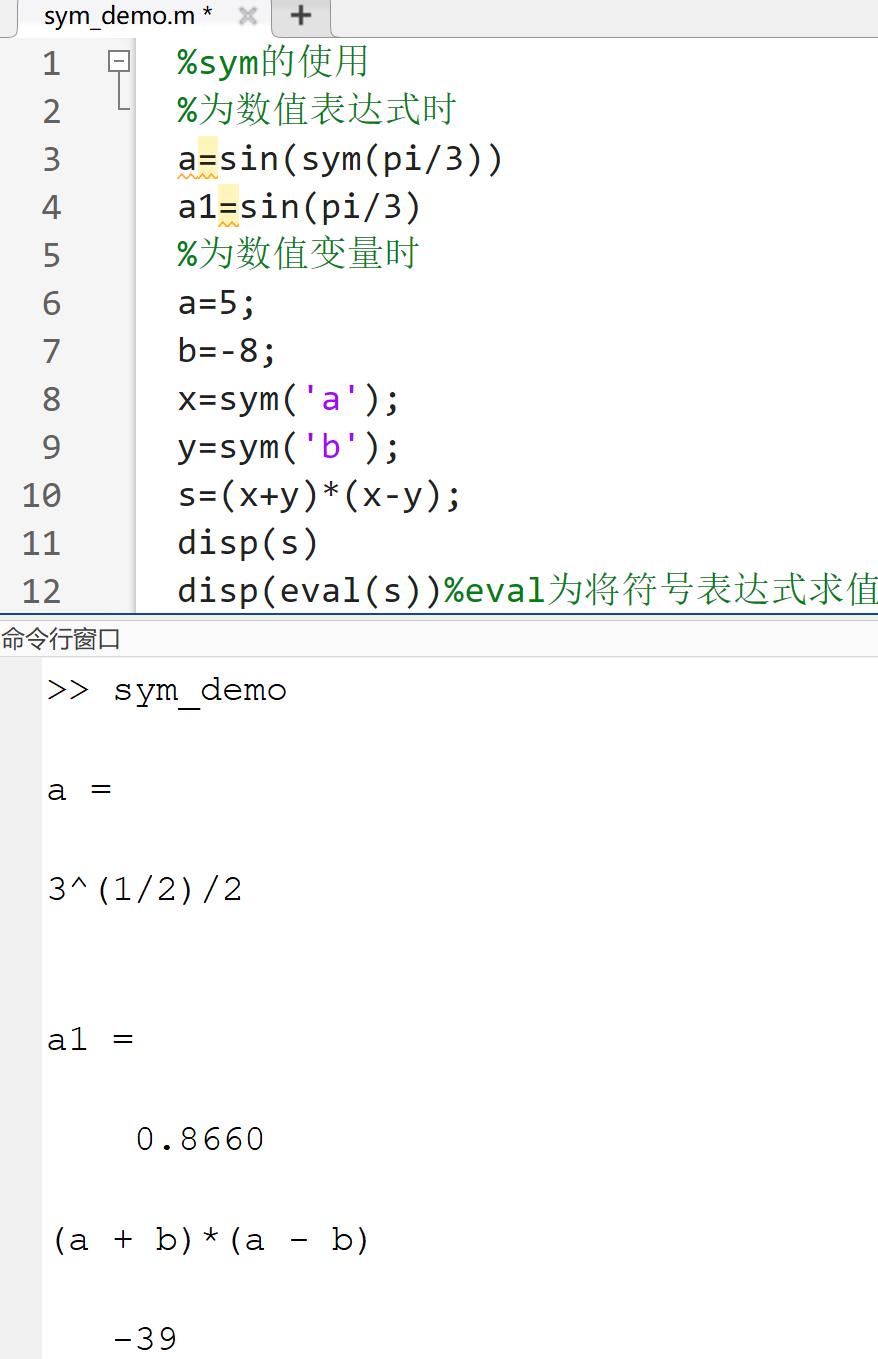 sym_demo.m *
1 %sym的使用
2 %为数值表达式时
3 a=sin(sym(pi/3))
4 a1=sin(pi/3)
5 %为数值变量时
6 a=5;
7 b=-8;
8 x=sym('a');
9 y=sym('b');
10 s=(x+y)*(x-y);
11 disp(s)
12 disp(eval(s))%eval为将符号表达式求值
命令行窗口
>> sym_demo
a =
3^(1/2)/2
a1 =
0.8660
(a + b)*(a - b)
-39